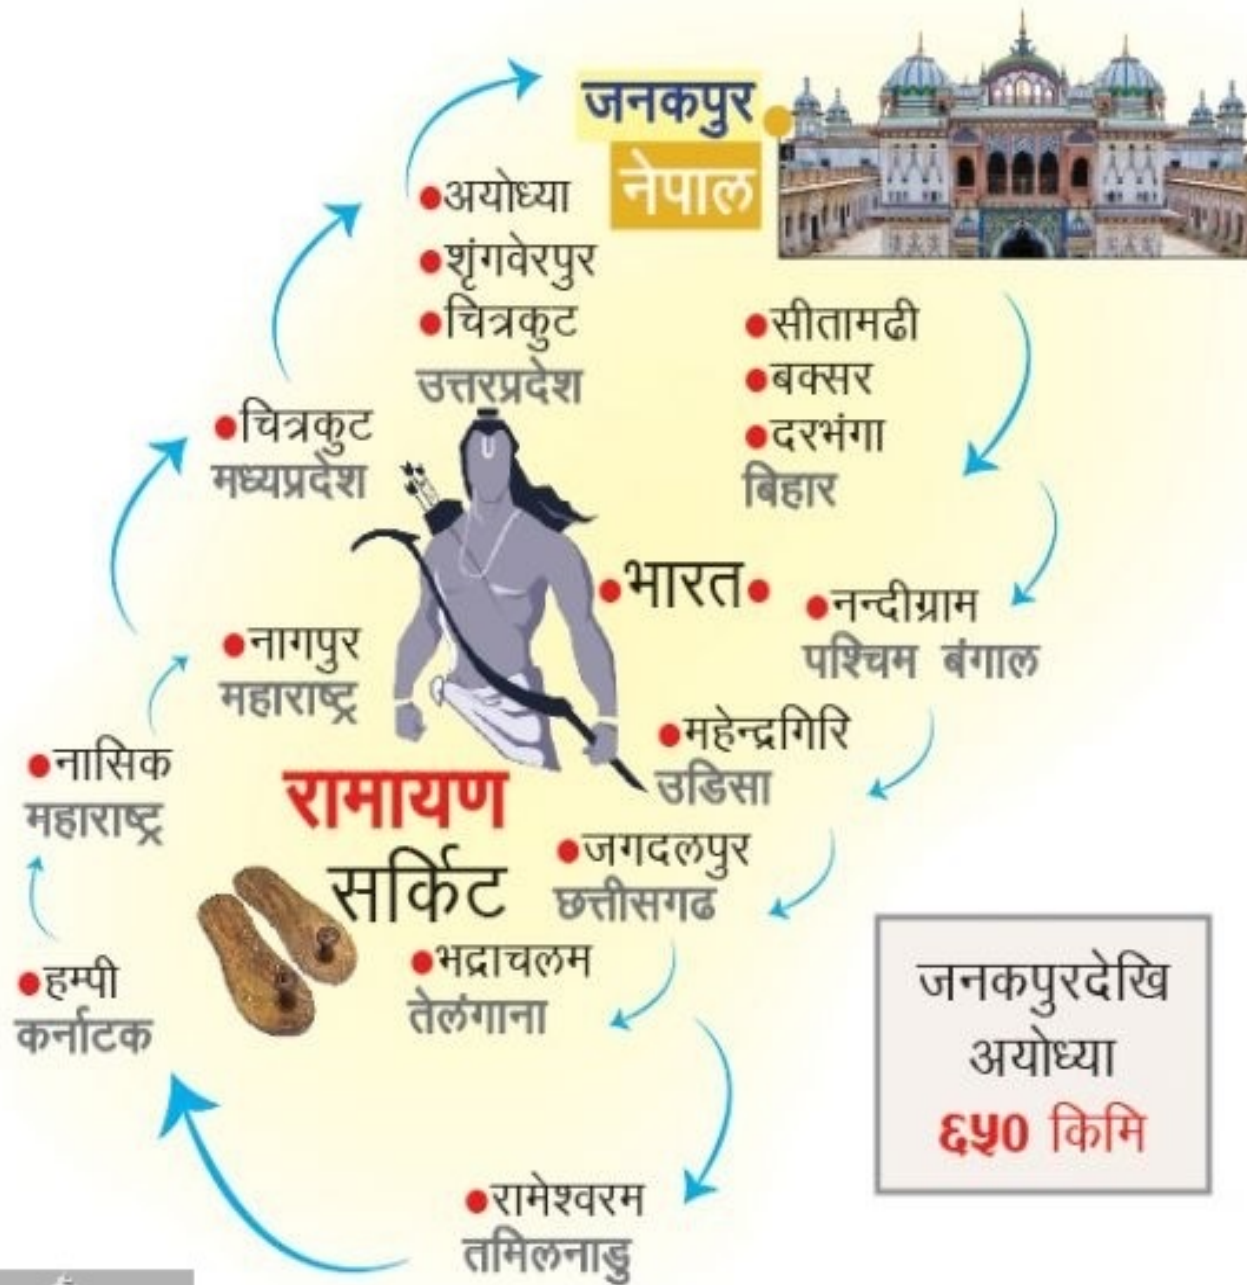 जनकपुर
नेपाल
•अयोध्या
•शृंगवेरपुर
•चित्रकुट
उत्तरप्रदेश
•सीतामढी
•बक्सर
•दरभंगा
बिहार
•चित्रकुट
मध्यप्रदेश
•भारत•
•नन्दीग्राम
पश्चिम बंगाल
•नागपुर
महाराष्ट्र
•महेन्द्रगिरि
उडिसा
•नासिक
महाराष्ट्र
रामायण
सर्किट
•जगदलपुर
छत्तीसगढ
•भद्राचलम
तेलंगाना
•हम्पी
कर्नाटक
जनकपुरदेखि
अयोध्या
६५० किमि
•रामेश्वरम
तमिलनाडु